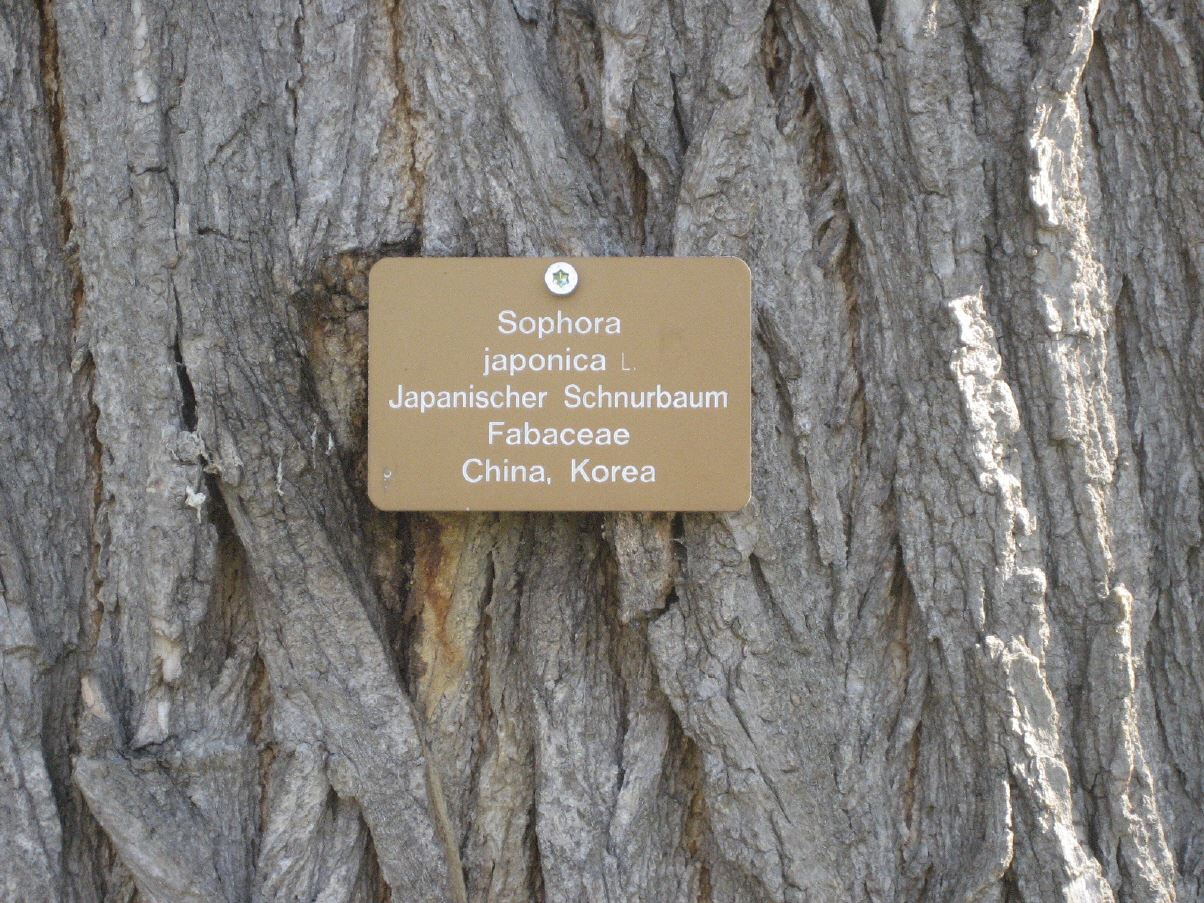 Sophora
japonica L.
Japanischer Schnurbaum
Fabaceae
China, Korea